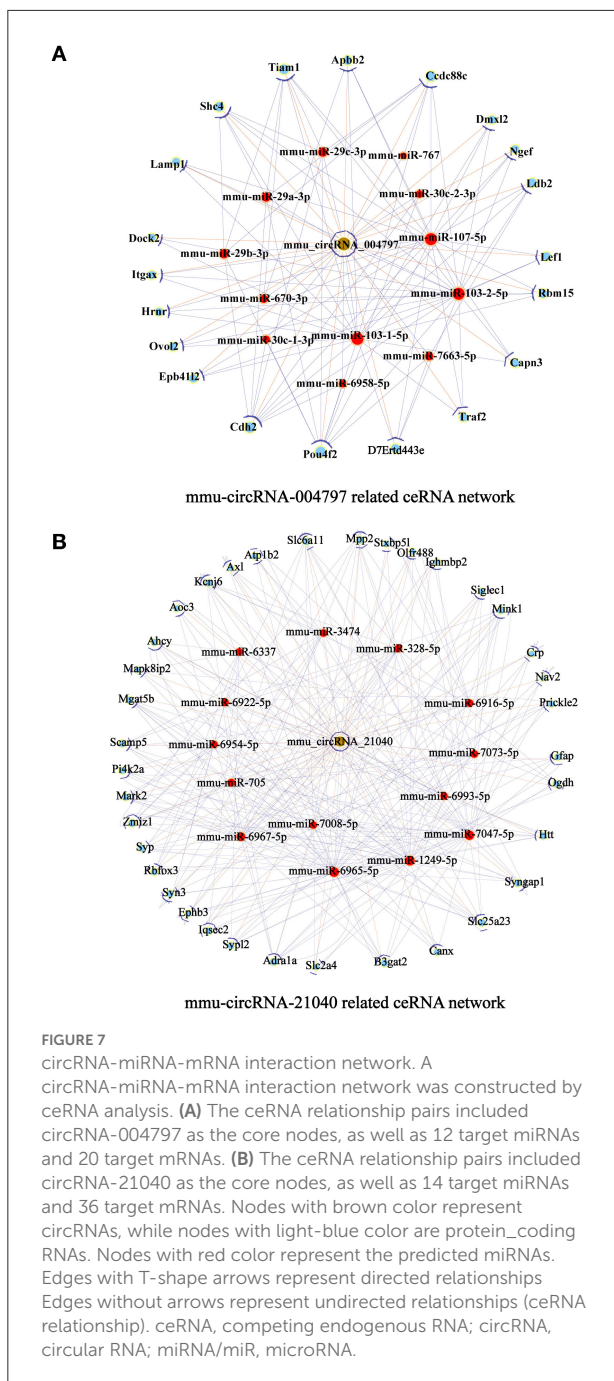 A
Apbb2
Tiam1
Ccdc88c
Shc4
Dmxl2
Ngef
mmu-miR-29c-3p
mmu-miR-767
Lamp1
Ldb2
mmu-miR-29a-3p
mmu-miR-30c-2-3p
Dock2
mmu_circRNA_004797
mmu-miR-107-5p
mmu-miR-29b-3p
Lef1
Itgax
mmu-miR-670-3p
mmu-miR-103-2-5p
Rbm15
Hrnr
Ovol2
mmu-miR-30c-1-3p
mmu-miR-103-1-5p
mmu-miR-7663-5p
Capn3
Epb41l2
mmu-miR-6958-5p
Traf2
Cdh2
Pou4f2
D7Ertd443e
mmu-circRNA-004797 related ceRNA network
B
Slc6a11
Mpp2
Stxbp5l
Olfr488
Atp1b2
Ighmbp2
Axl
Kcnj6
Siglec1
Aoc3
Mink1
mmu-miR-3474
Ahcy
mmu-miR-6337
mmu-miR-328-5p
Crp
Mapk8ip2
Nav2
Mgat5b
mmu-miR-6922-5p
mmu-miR-6916-5p
Prickle2
Scamp5
mmu-miR-6954-5p
mmu_circRNA_21040
mmu-miR-7073-5p
Gfap
Pi4k2a
mmu-miR-705
Ogdh
Mark2
mmu-miR-6993-5p
Zmiz1
mmu-miR-7008-5p
Syp
mmu-miR-6967-5p
mmu-miR-7047-5p
Htt
Rbfox3
mmu-miR-6965-5p
mmu-miR-1249-5p
Syn3
Syngap1
Ephb3
Iqsec2
Slc25a23
Sypl2
Adra1a
Slc2a4
B3gat2
Canx
mmu-circRNA-21040 related ceRNA network
FIGURE 7
circRNA-miRNA-mRNA interaction network. A
circRNA-miRNA-mRNA interaction network was constructed by
ceRNA analysis. (A) The ceRNA relationship pairs included
circRNA-004797 as the core nodes, as well as 12 target miRNAs
and 20 target mRNAs. (B) The ceRNA relationship pairs included
circRNA-21040 as the core nodes, as well as 14 target miRNAs
and 36 target mRNAs. Nodes with brown color represent
circRNAs, while nodes with light-blue color are protein_coding
RNAs. Nodes with red color represent the predicted miRNAs.
Edges with T-shape arrows represent directed relationships
Edges without arrows represent undirected relationships (ceRNA
relationship). ceRNA, competing endogenous RNA; circRNA,
circular RNA; miRNA/miR, microRNA.